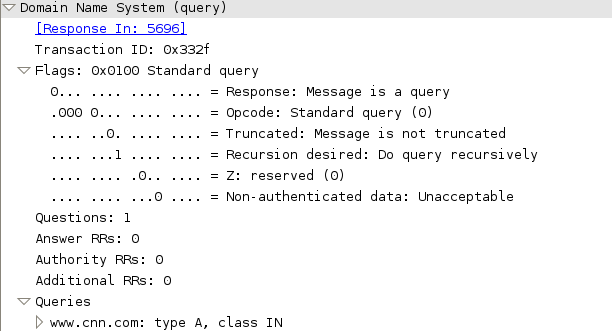 Domain Name System (query)
[Response In: 5696]
Transaction ID: 0x332f
Flags: 0x0100 Standard query
0... .... .... .... = Response: Message is a query
.000 0... .... .... = Opcode: Standard query (0)
.... ..0. .... .... = Truncated: Message is not truncated
.... ...1 .... .... = Recursion desired: Do query recursively
.... .... .0.. .... = Z: reserved (0)
.... .... ...0 .... = Non-authenticated data: Unacceptable
Questions: 1
Answer RRs: 0
Authority RRs: 0
Additional RRs: 0
Queries
www.cnn.com: type A, class IN